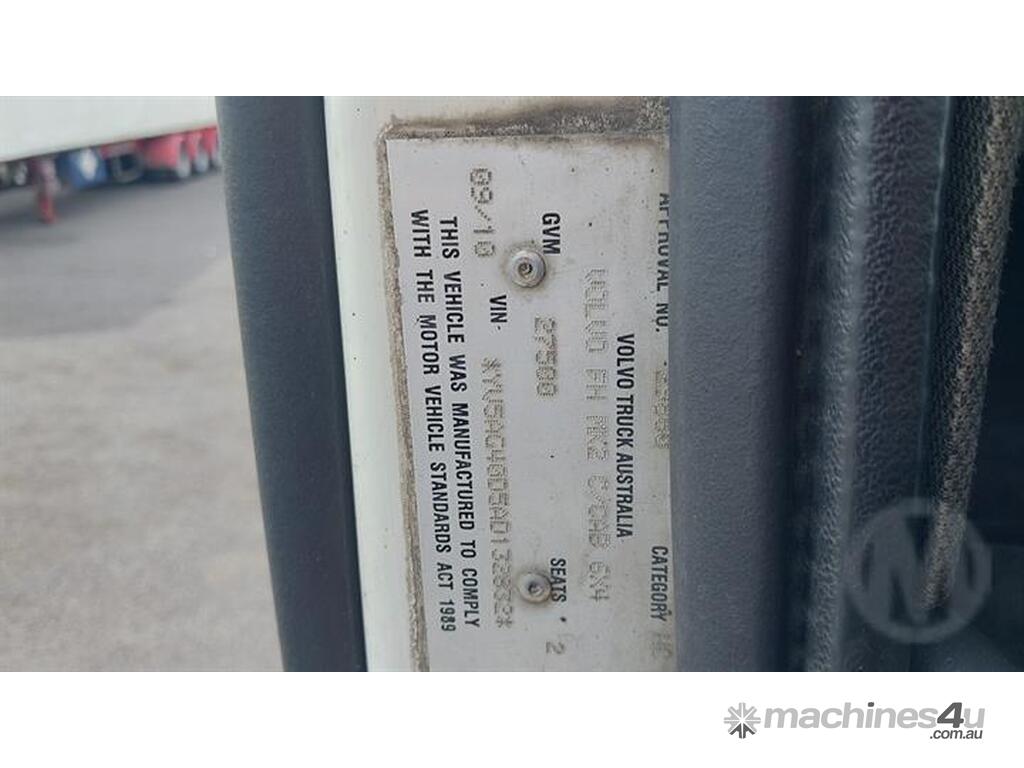 APPROVAL NO.
CATEGORY
VOLVO TRUCK AUSTRALIA
VOLVO FH MK2 C/CAB 6X4
GVM 27500 SEATS 2
09/10 VIN
THIS VEHICLE WAS MANUFACTURED TO COMPLY
WITH THE MOTOR VEHICLE STANDARDS ACT 1989
M
machines4u
.com.au